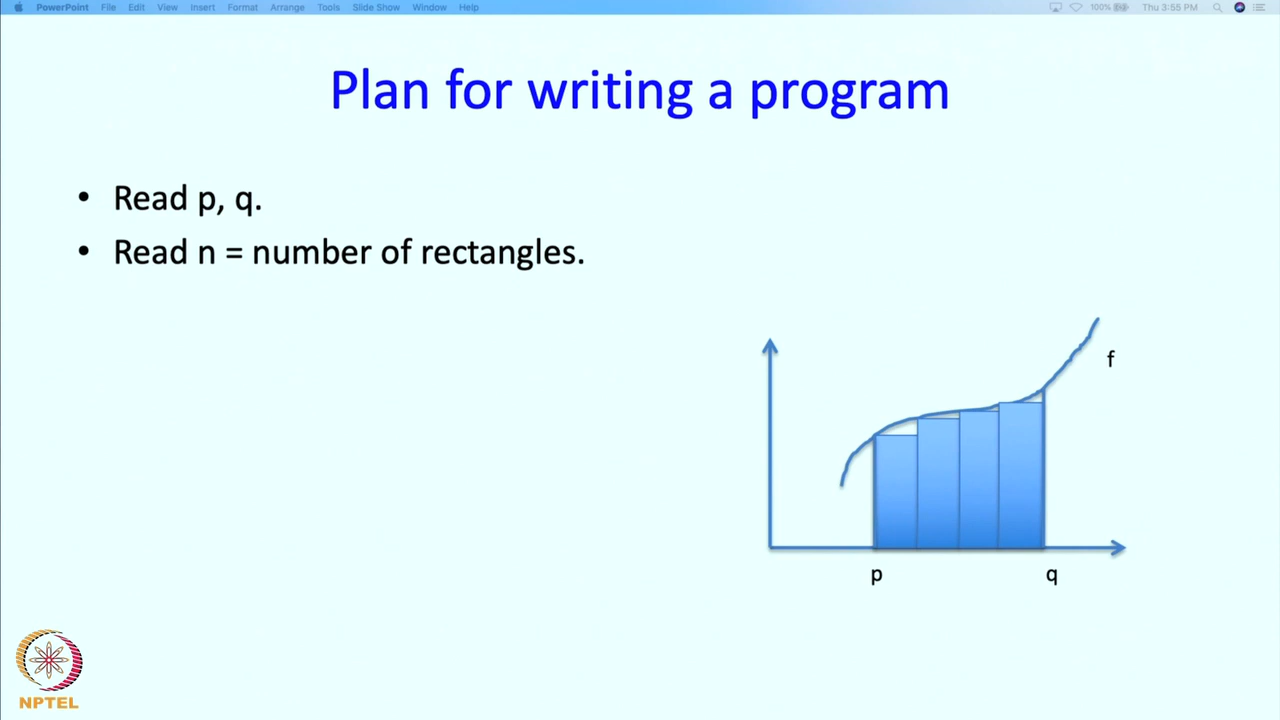 PowerPoint File Edit View Insert Format Arrange Tools Slide Show Window Help 100% Thu 3:55 PM
Plan for writing a program
• Read p, q.
• Read n = number of rectangles.
f
p q
NPTEL